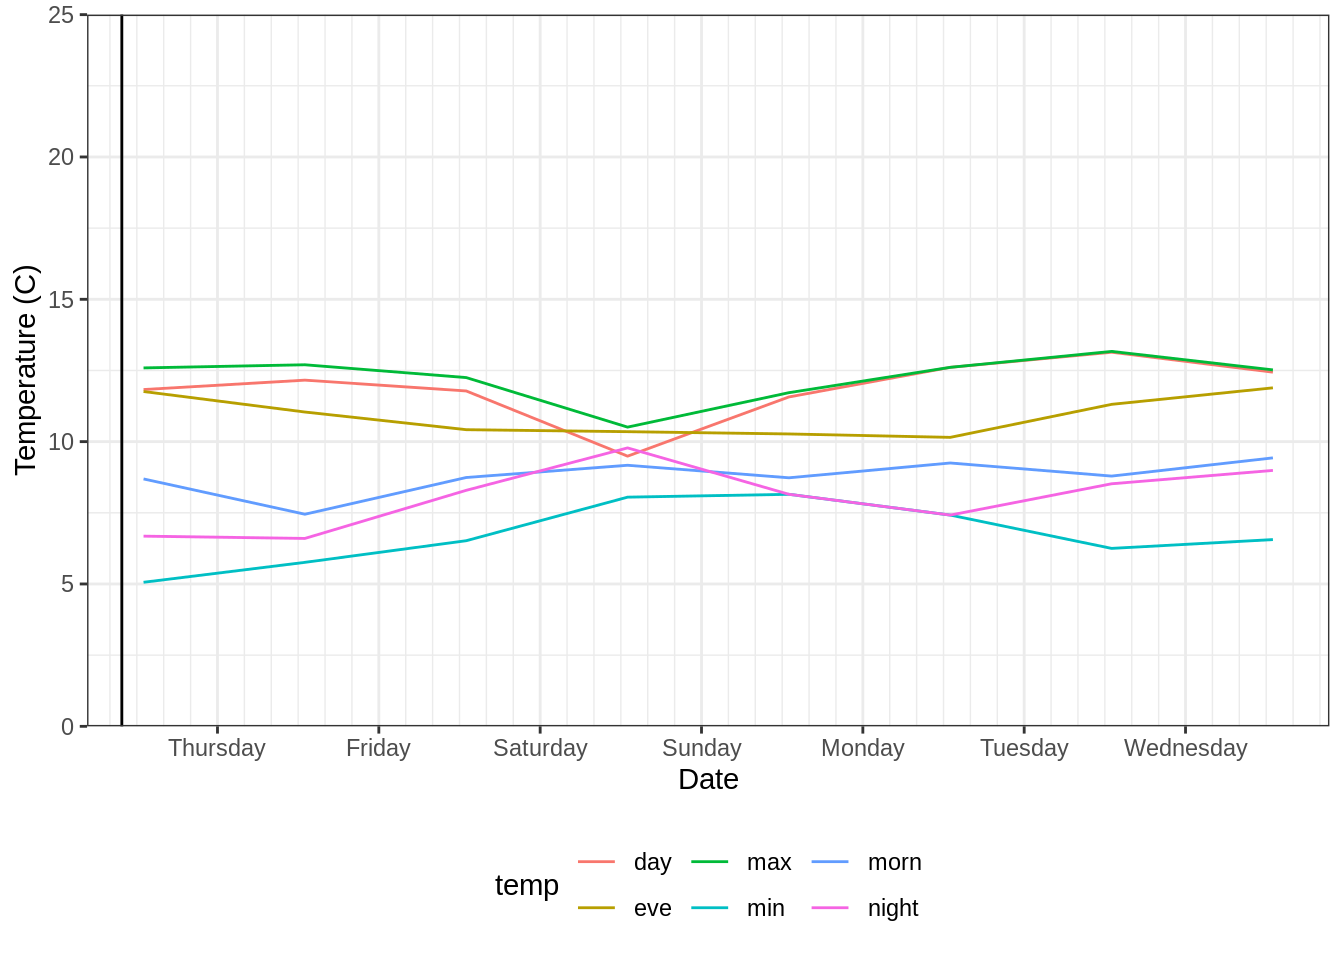 25
20
15
10
5
0
Temperature (C)
Thursday Friday Saturday Sunday Monday Tuesday Wednesday
Date
temp
day max morn
eve min night